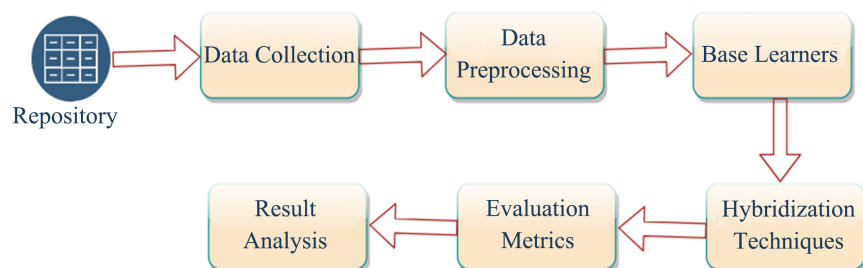 Repository
Data Collection
Data
Preprocessing
Base Learners
Hybridization
Techniques
Evaluation
Metrics
Result
Analysis